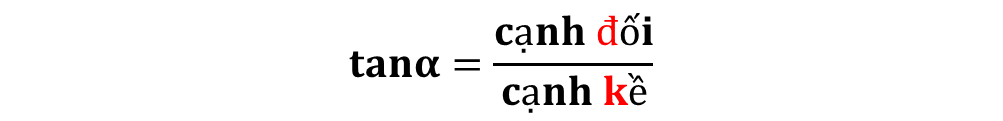 tanα = cạnh đối / cạnh kề